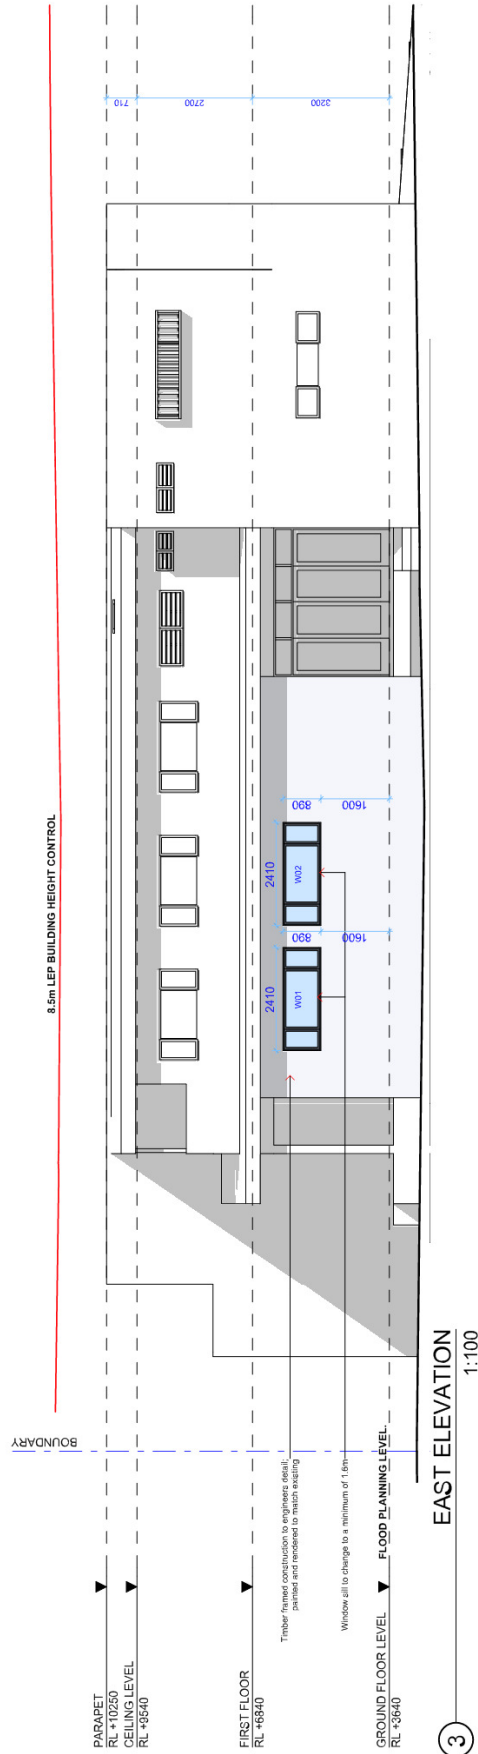 8.5m LEP BUILDING HEIGHT CONTROL
BOUNDARY
PARAPET
RL +10250
CEILING LEVEL
RL +9540
FIRST FLOOR
RL +6840
GROUND FLOOR LEVEL
RL +3640
FLOOD PLANNING LEVEL.
Timber framed construction to engineers detail;
painted and rendered to match existing
Window sill to change to a minimum of 1.6m
2410
2410
W01
W02
890
1600
890
1600
710
2700
3200
3
EAST ELEVATION
1:100